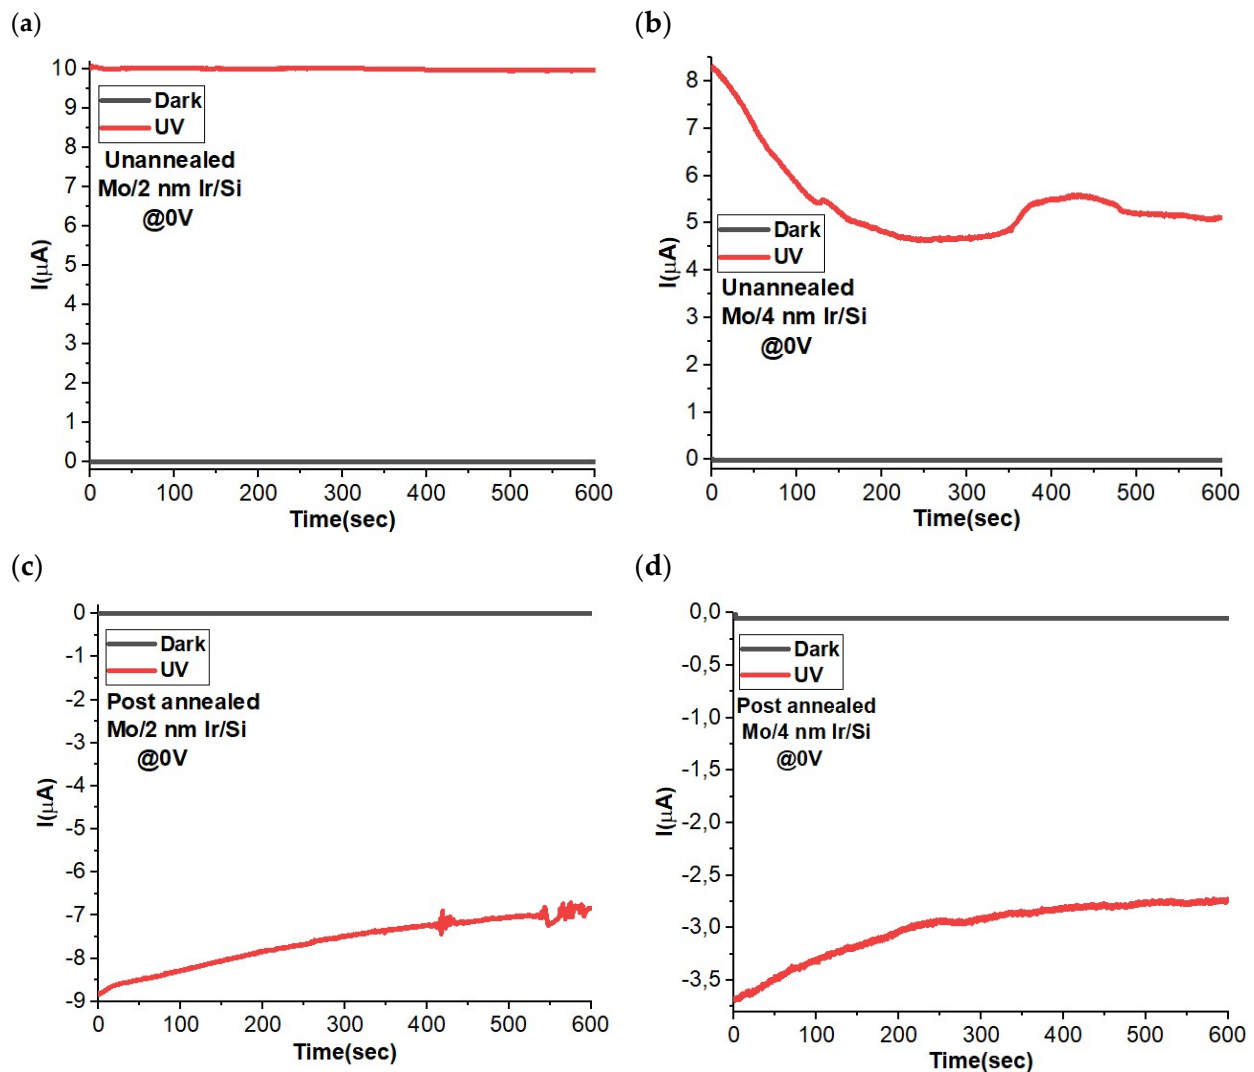 (a)
10
9
8
7
6
5
4
3
2
1
0
I(μA)
Dark
UV
Unannealed
Mo/2 nm Ir/Si
@0V
0 100 200 300 400 500 600
Time(sec)
(b)
8
7
6
5
4
3
2
1
0
I(μA)
Dark
UV
Unannealed
Mo/4 nm Ir/Si
@0V
0 100 200 300 400 500 600
Time(sec)
(c)
0
-1
-2
-3
-4
-5
-6
-7
-8
-9
I(μA)
Dark
UV
Post annealed
Mo/2 nm Ir/Si
@0V
0 100 200 300 400 500 600
Time(sec)
(d)
0,0
-0,5
-1,0
-1,5
-2,0
-2,5
-3,0
-3,5
I(μA)
Dark
UV
Post annealed
Mo/4 nm Ir/Si
@0V
0 100 200 300 400 500 600
Time(sec)